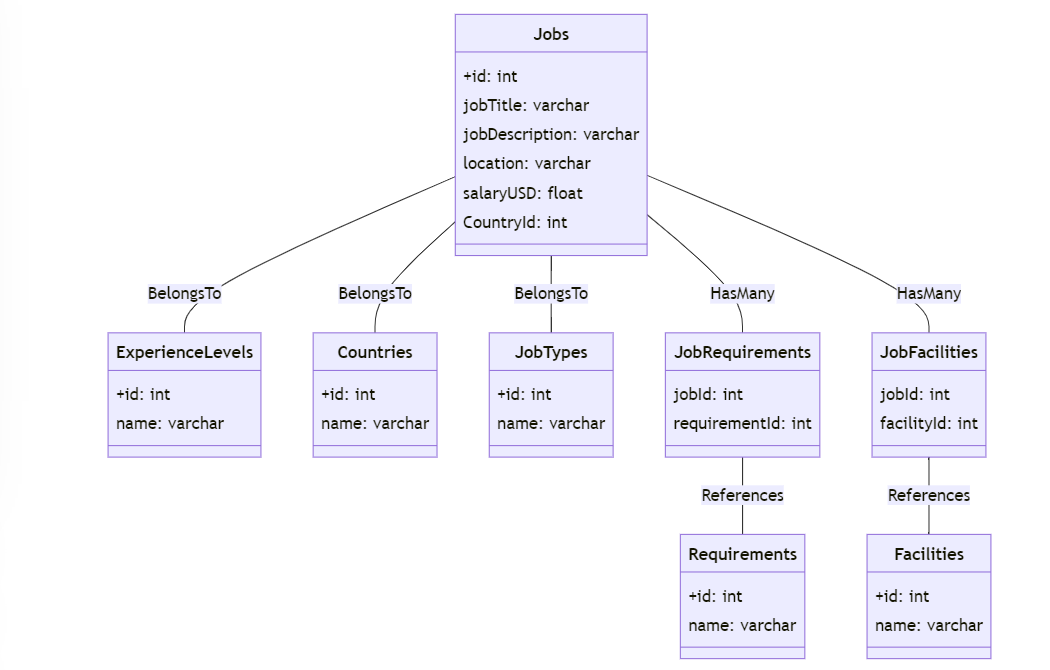 Jobs
+id: int
jobTitle: varchar
jobDescription: varchar
location: varchar
salaryUSD: float
CountryId: int
BelongsTo
BelongsTo
BelongsTo
HasMany
HasMany
ExperienceLevels
+id: int
name: varchar
Countries
+id: int
name: varchar
JobTypes
+id: int
name: varchar
JobRequirements
jobId: int
requirementId: int
JobFacilities
jobId: int
facilityId: int
References
References
Requirements
+id: int
name: varchar
Facilities
+id: int
name: varchar